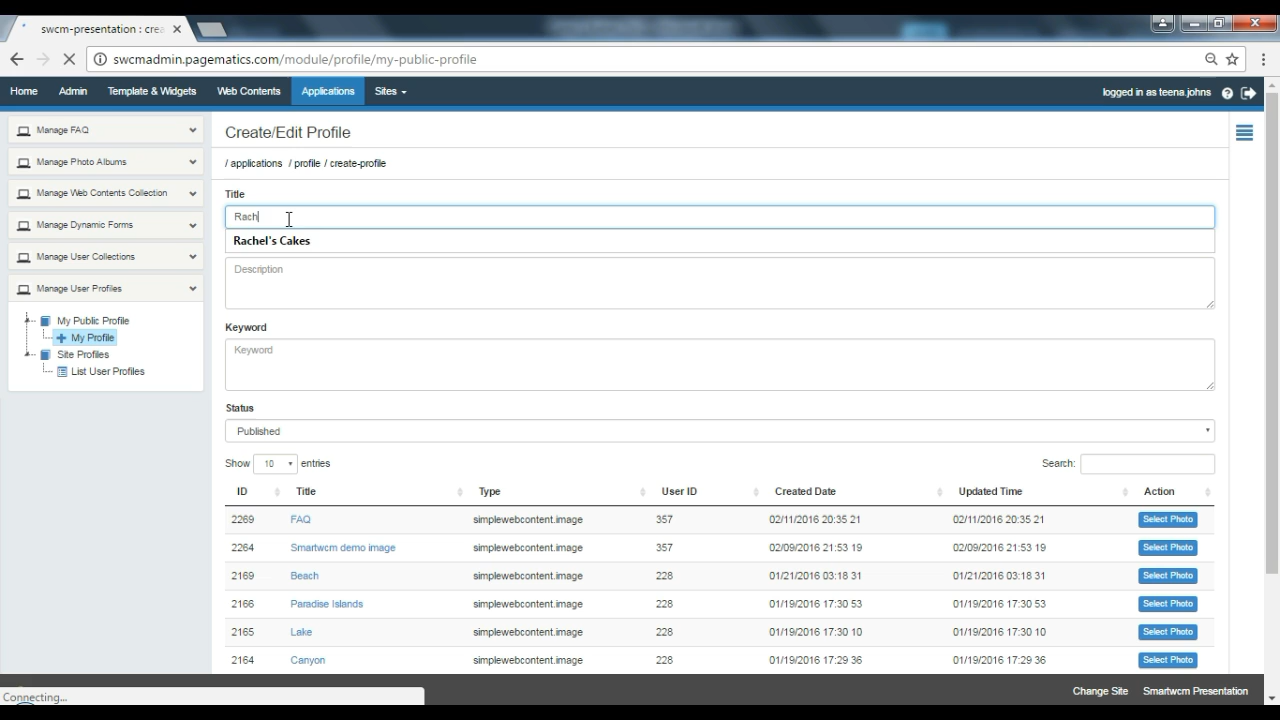 swcm-presentation : crea
swcmadmin.pagematics.com/module/profile/my-public-profile
Home Admin Template & Widgets Web Contents Applications Sites logged in as teena.johns
Manage FAQ
Manage Photo Albums
Manage Web Contents Collection
Manage Dynamic Forms
Manage User Collections
Manage User Profiles
My Public Profile
My Profile
Site Profiles
List User Profiles
Create/Edit Profile
/ applications / profile / create-profile
Title
Rach
Rachel's Cakes
Description
Keyword
Keyword
Status
Published
Show 10 entries Search:
ID Title Type User ID Created Date Updated Time Action
2269 FAQ simplewebcontent.image 357 02/11/2016 20:35 21 02/11/2016 20:35 21 Select Photo
2264 Smartwcm demo image simplewebcontent.image 357 02/09/2016 21:53 19 02/09/2016 21:53 19 Select Photo
2169 Beach simplewebcontent.image 228 01/21/2016 03:18 31 01/21/2016 03:18 31 Select Photo
2166 Paradise Islands simplewebcontent.image 228 01/19/2016 17:30 53 01/19/2016 17:30 53 Select Photo
2165 Lake simplewebcontent.image 228 01/19/2016 17:30 10 01/19/2016 17:30 10 Select Photo
2164 Canyon simplewebcontent.image 228 01/19/2016 17:29 36 01/19/2016 17:29 36 Select Photo
Connecting...
Change Site Smartwcm Presentation